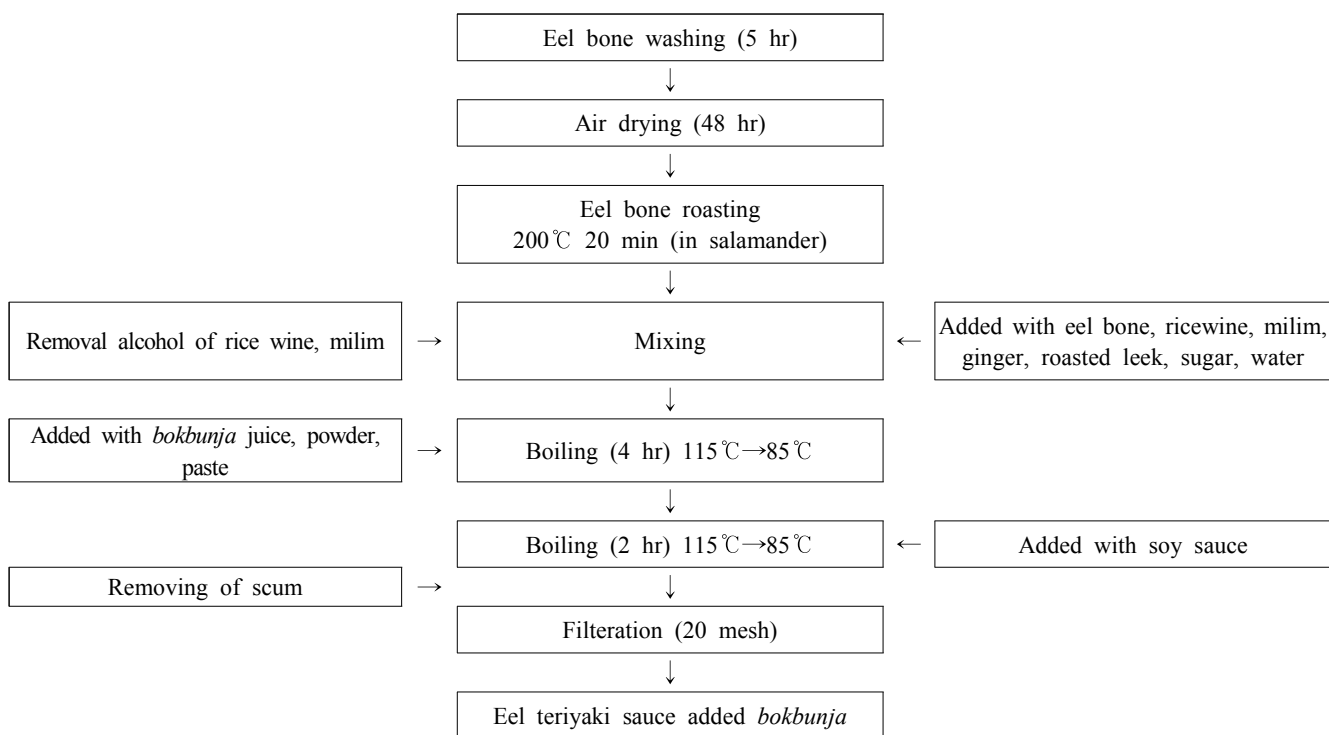 Eel bone washing (5 hr)
↓
Air drying (48 hr)
↓
Eel bone roasting
200℃ 20 min (in salamander)
↓
Removal alcohol of rice wine, milim
→
Mixing
←
Added with eel bone, ricewine, milim,
ginger, roasted leek, sugar, water
↓
Added with bokbunja juice, powder,
paste
→
Boiling (4 hr) 115℃→85℃
↓
Boiling (2 hr) 115℃→85℃
←
Added with soy sauce
Removing of scum
→
↓
Filteration (20 mesh)
↓
Eel teriyaki sauce added bokbunja